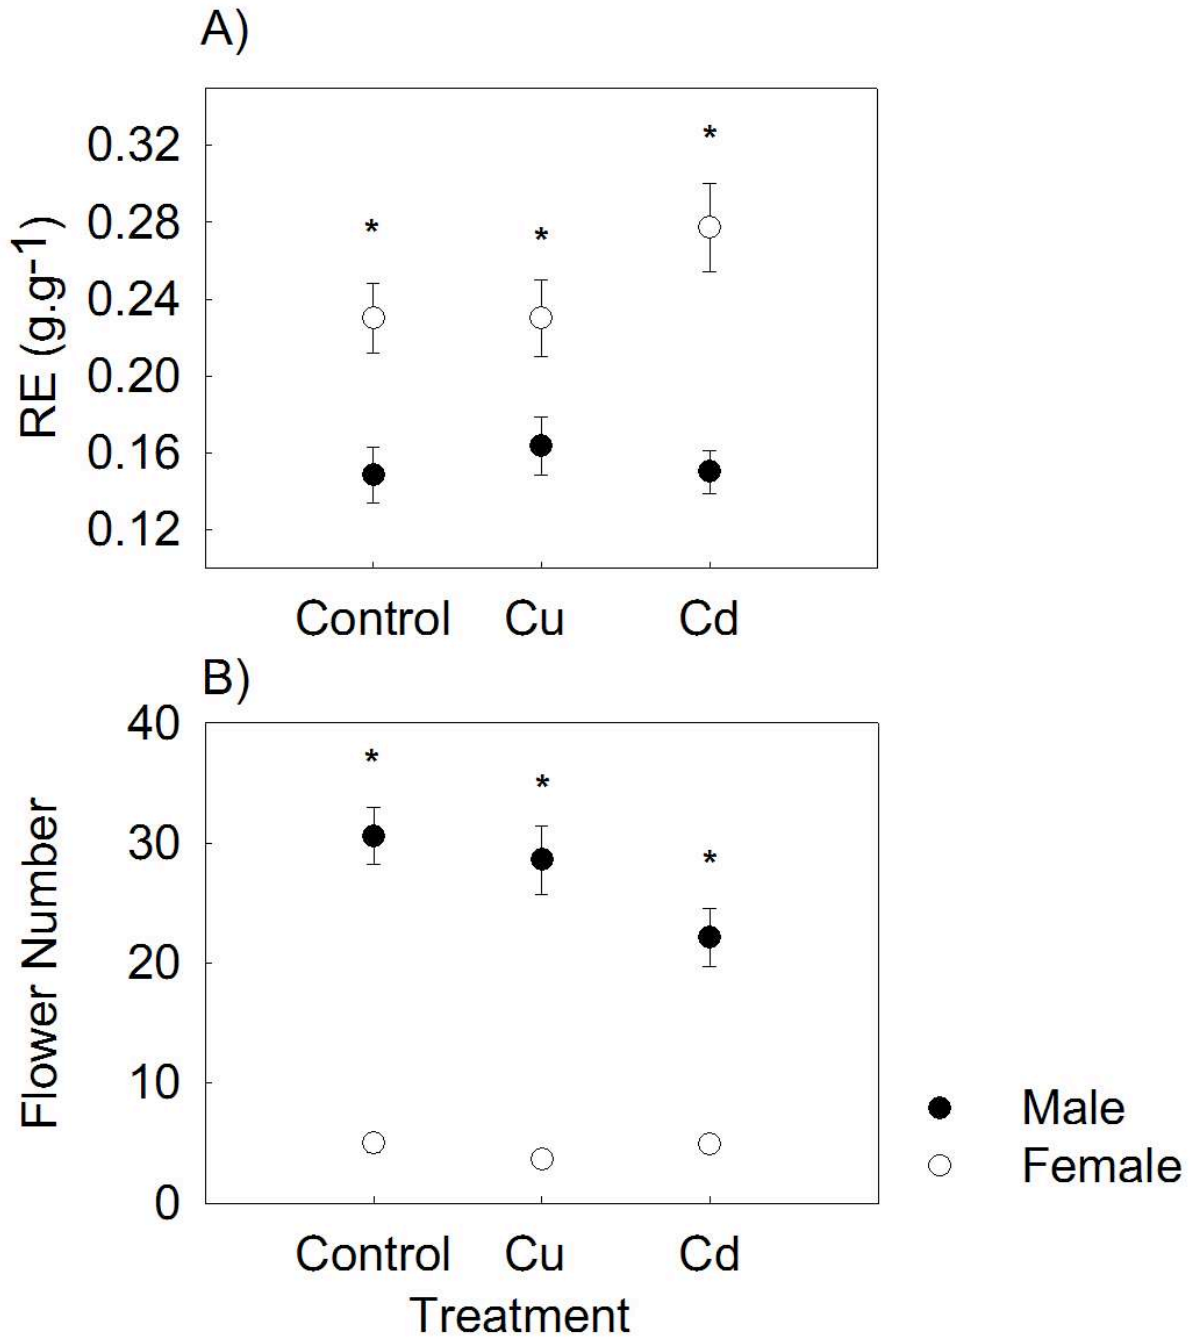 A)
*
*
*
0.32
0.28
0.24
0.20
0.16
0.12
RE (g.g-1)
Control Cu Cd
B)
*
*
*
40
30
20
10
0
Flower Number
Male
Female
Control Cu Cd
Treatment